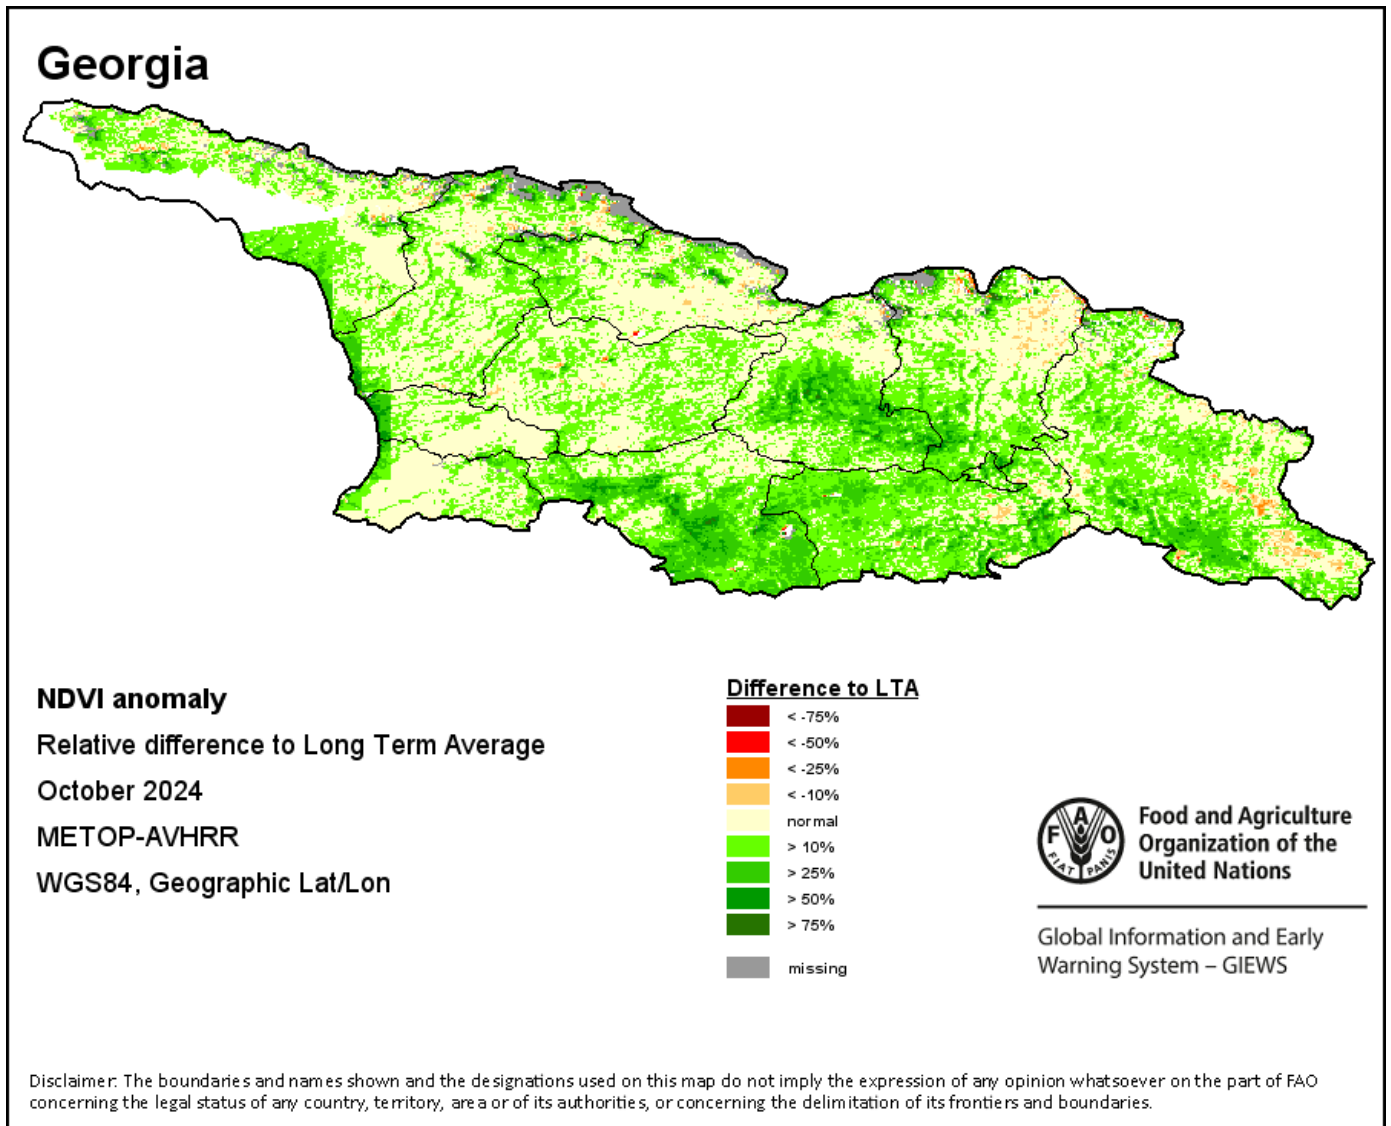 Georgia
NDVI anomaly
Relative difference to Long Term Average
October 2024
METOP-AVHRR
WGS84, Geographic Lat/Lon
Difference to LTA
< -75%
< -50%
< -25%
< -10%
normal
> 10%
> 25%
> 50%
> 75%
missing
F A O
FIAT PANIS
Food and Agriculture
Organization of the
United Nations
Global Information and Early
Warning System – GIEWS
Disclaimer: The boundaries and names shown and the designations used on this map do not imply the expression of any opinion whatsoever on the part of FAO
concerning the legal status of any country, territory, area or of its authorities, or concerning the delimitation of its frontiers and boundaries.